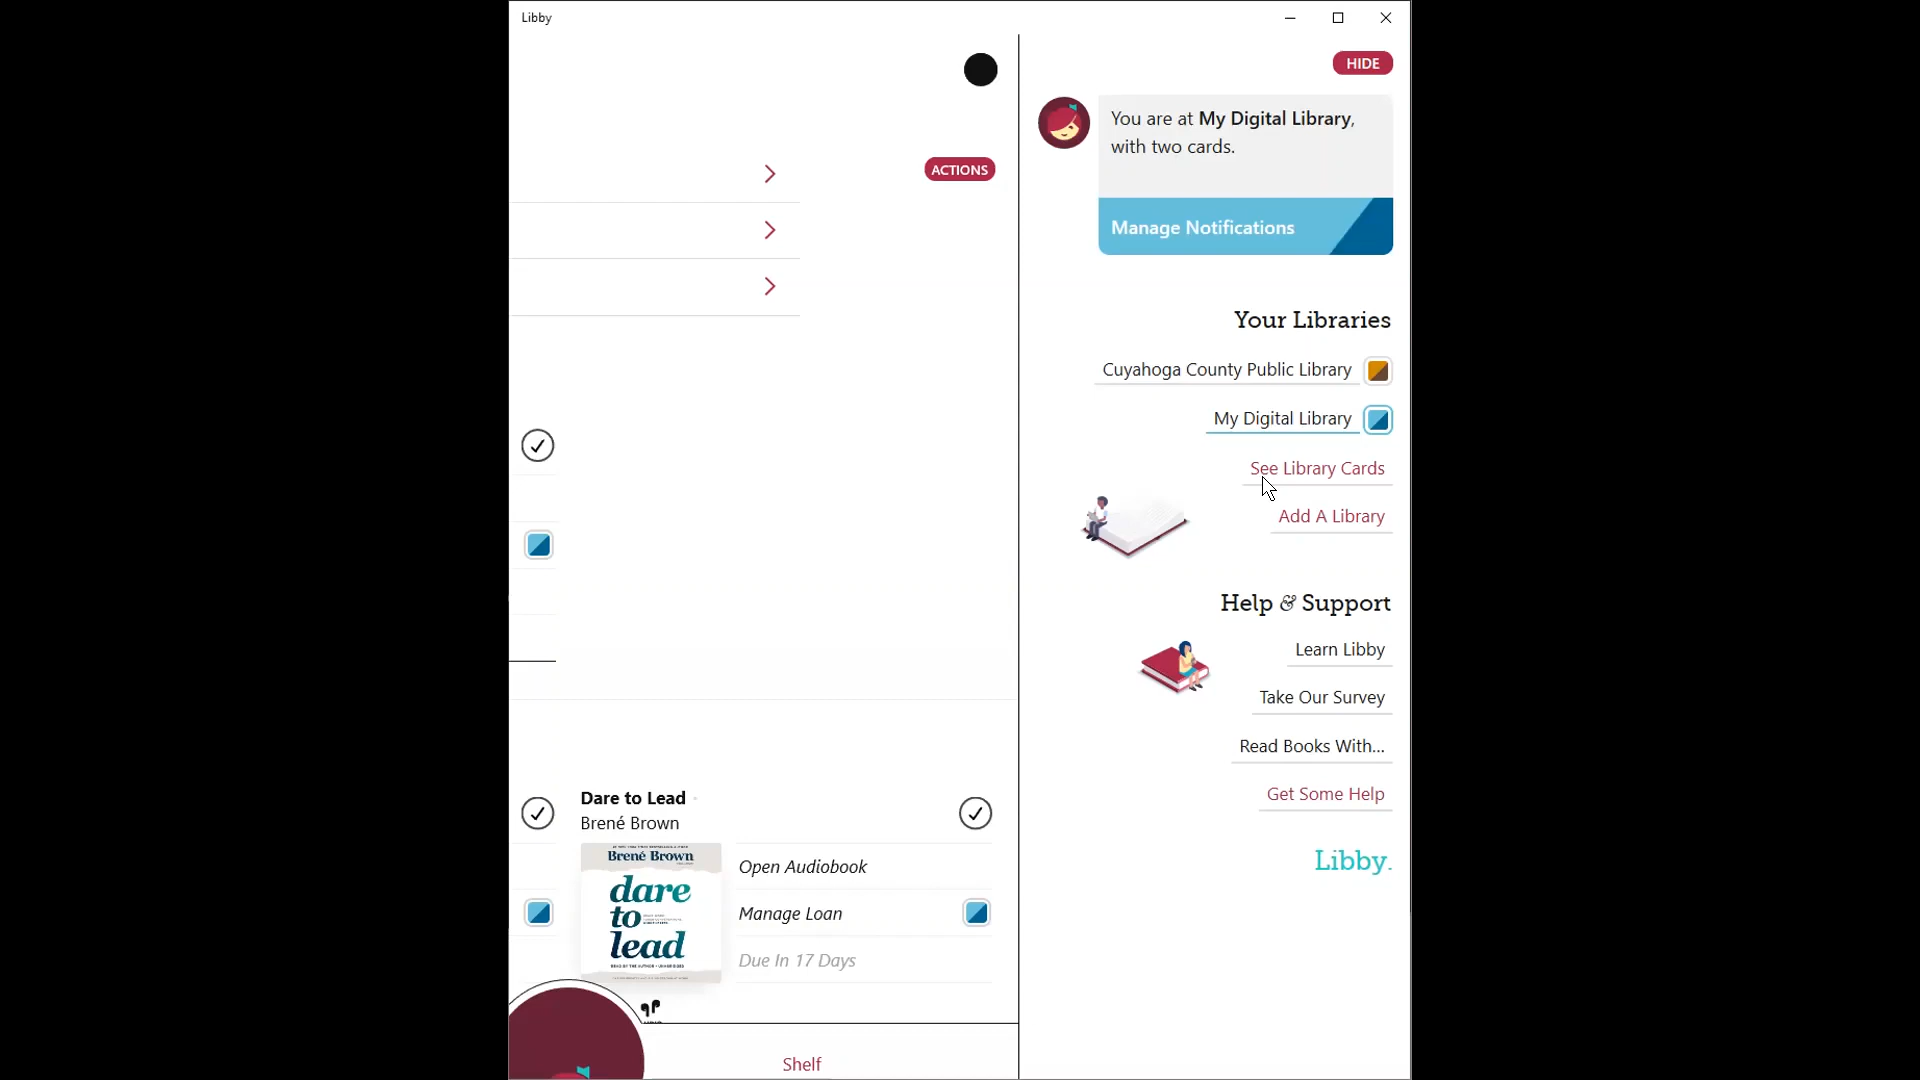 Libby
HIDE
You are at My Digital Library,
with two cards.
Manage Notifications
ACTIONS
Your Libraries
Cuyahoga County Public Library
My Digital Library
See Library Cards
Add A Library
Help & Support
Learn Libby
Take Our Survey
Read Books With...
Get Some Help
Libby.
Dare to Lead
Brené Brown
Brené Brown
dare
to
lead
Open Audiobook
Manage Loan
Due In 17 Days
Shelf